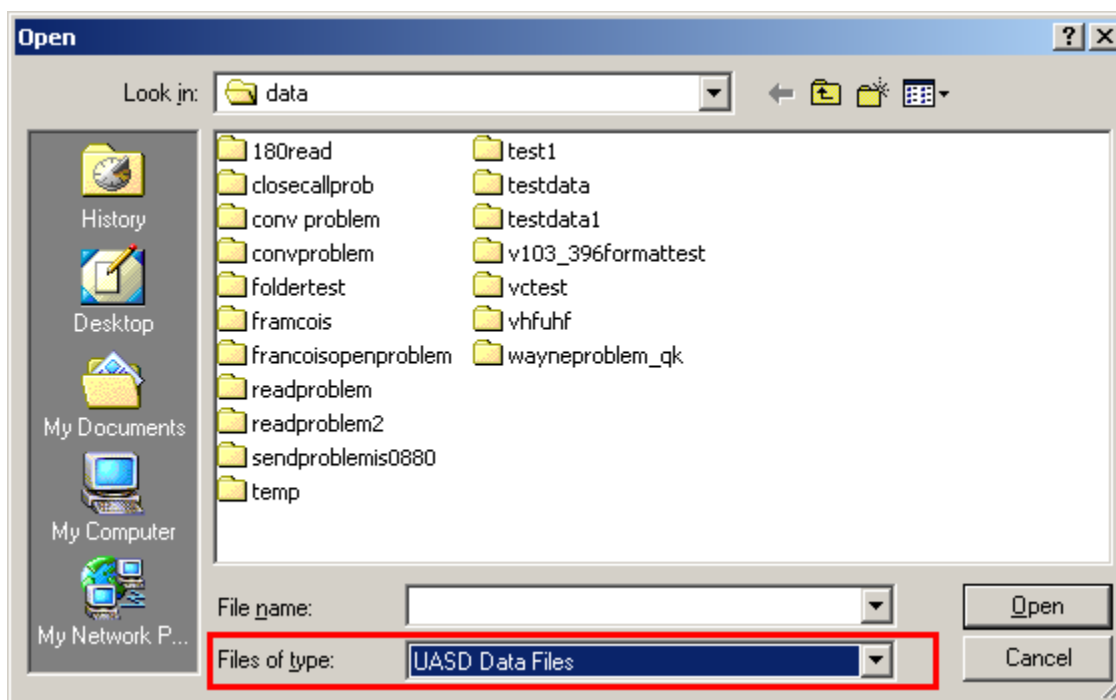 Open
Look in: data
History
Desktop
My Documents
My Computer
My Network P...
180read
closecallprob
conv problem
convproblem
foldertest
framcois
francoisopenproblem
readproblem
readproblem2
sendproblemis0880
temp
test1
testdata
testdata1
v103_396formattest
vctest
vhfuhf
wayneproblem_qk
File name:
Open
Files of type: UASD Data Files
Cancel